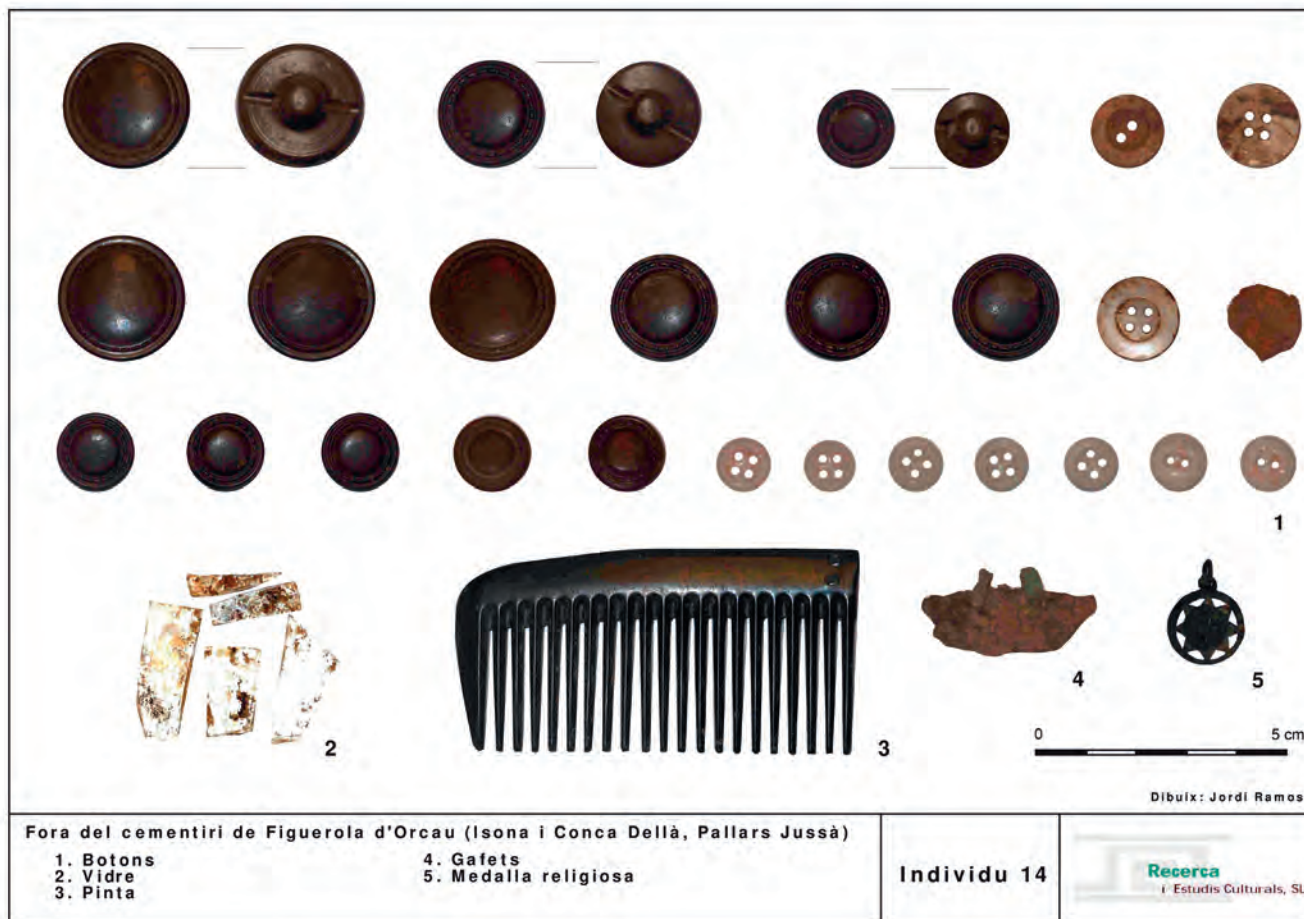 1
2
3
4
5
0 5 cm
Dibuix: Jordi Ramos
Fora del cementiri de Figuerola d'Orcau (Isona i Conca Dellà, Pallars Jussà)
1. Botons
2. Vidre
3. Pinta
4. Gafets
5. Medalla religiosa
Individu 14
Recerca
i Estudis Culturals, SL